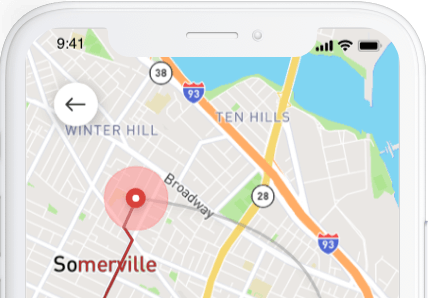 9:41
38
93
TEN HILLS
WINTER HILL
Broadway
28
93
Somerville